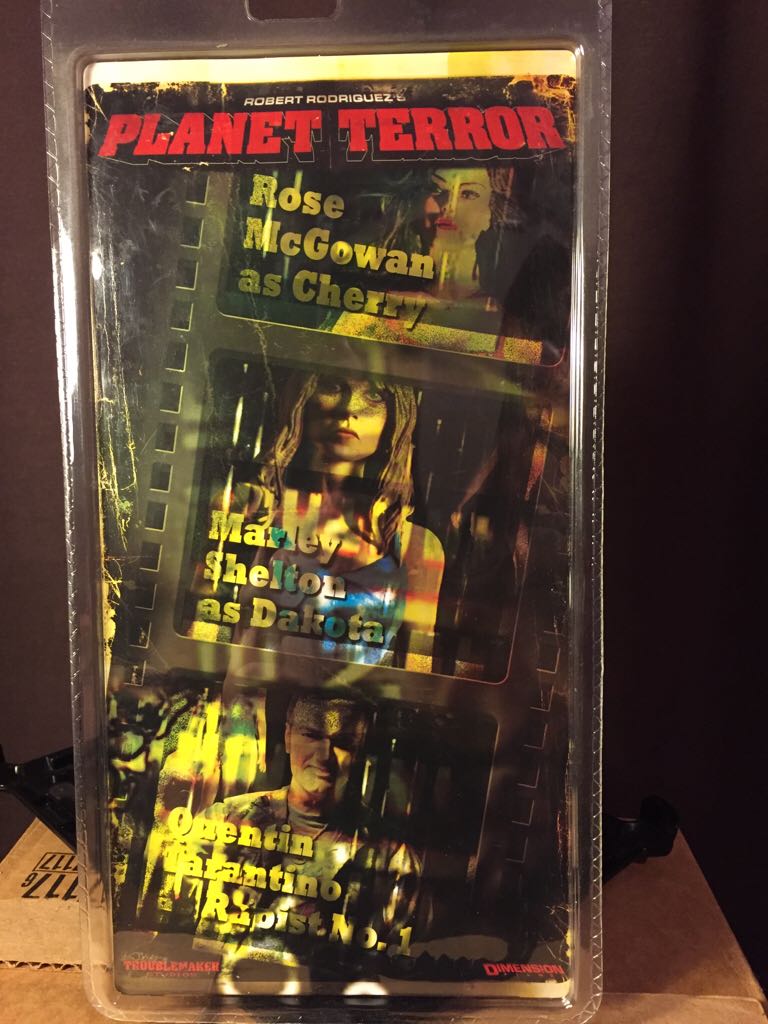 ROBERT RODRIGUEZ'S
PLANET TERROR
Rose
McGowan
as Cherry
Marley
Shelton
as Dakota
Quentin
Tarantino
Rapist No. 1
TROUBLEMAKER
STUDIOS
DIMENSION